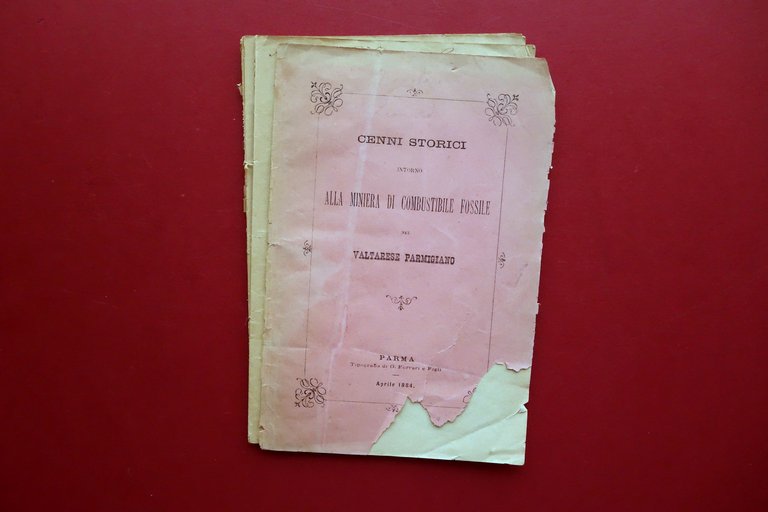 CENNI STORICI
INTORNO
ALLA MINIERA DI COMBUSTIBILE FOSSILE
NEL
VALTARESE PARMIGIANO
PARMA
Tipografia di G. Ferrari e Figli
Aprile 1884.